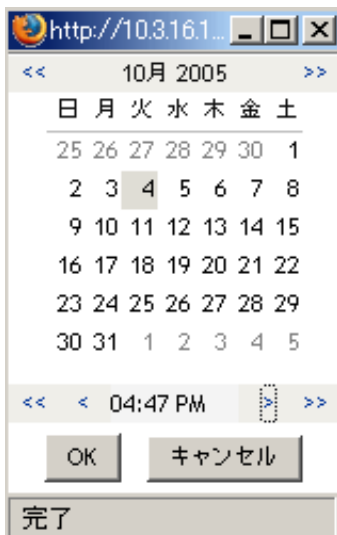 http://10.3.16.1...
<< 10月 2005 >>
日 月 火 水 木 金 土
25 26 27 28 29 30 1
2 3 4 5 6 7 8
9 10 11 12 13 14 15
16 17 18 19 20 21 22
23 24 25 26 27 28 29
30 31 1 2 3 4 5
<< < 04:47 PM > >>
OK キャンセル
完了